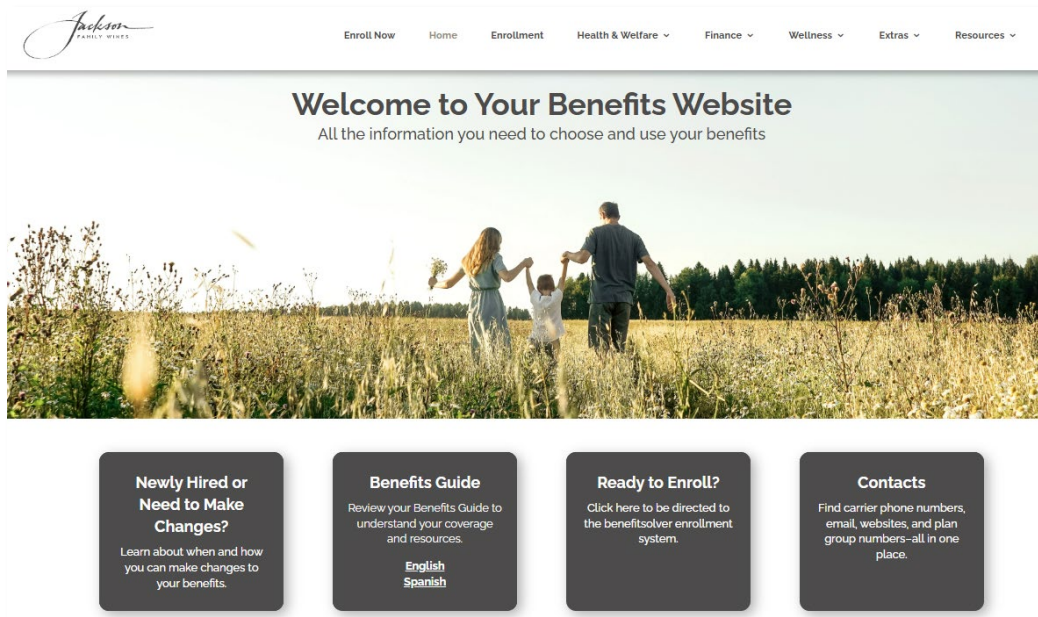 Jackson
FAMILY WINES
Enroll Now Home Enrollment Health & Welfare Finance Wellness Extras Resources
Welcome to Your Benefits Website
All the information you need to choose and use your benefits
Newly Hired or
Need to Make
Changes?
Learn about when and how
you can make changes to
your benefits.
Benefits Guide
Review your Benefits Guide to
understand your coverage
and resources.
English
Spanish
Ready to Enroll?
Click here to be directed to
the benefitsolver enrollment
system.
Contacts
Find carrier phone numbers,
email, websites, and plan
group numbers–all in one
place.